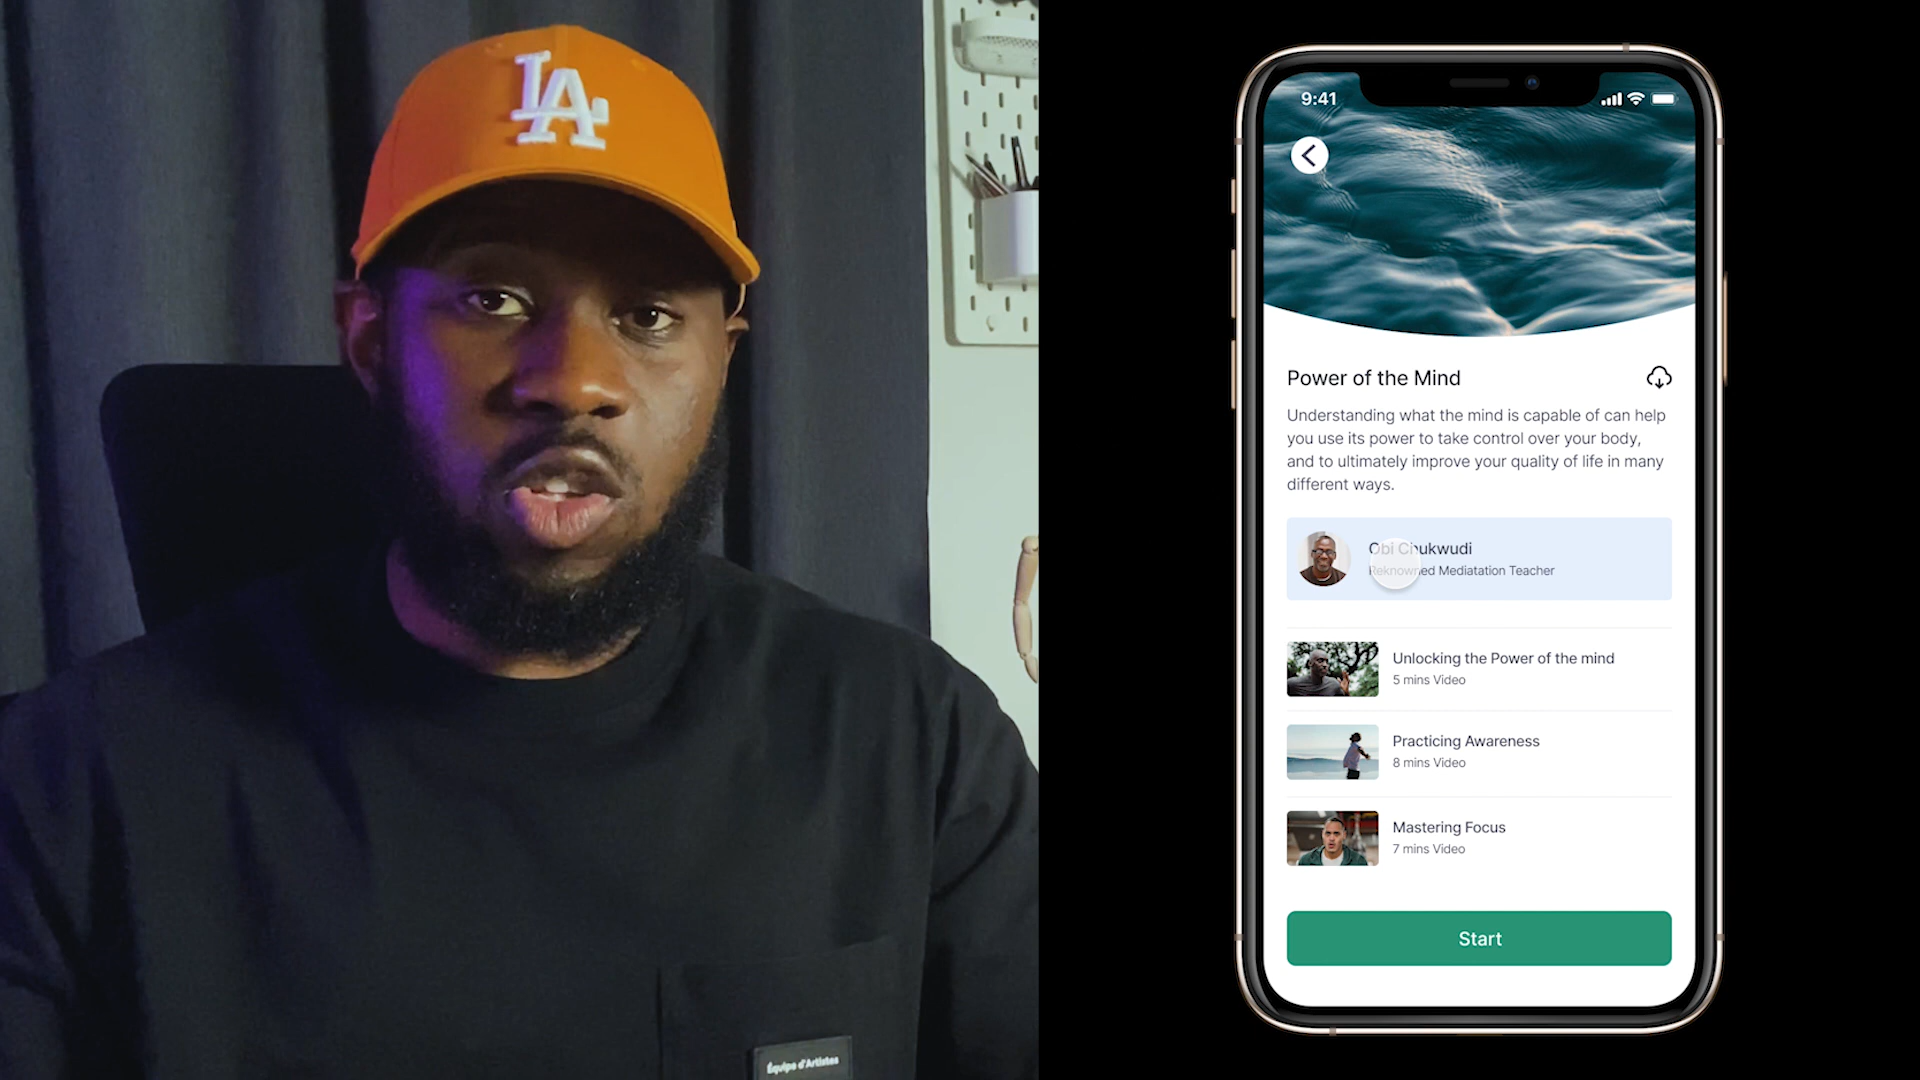 LA
Équipe d'Artistes
9:41
Power of the Mind
Understanding what the mind is capable of can help
you use its power to take control over your body,
and to ultimately improve your quality of life in many
different ways.
Obi Chukwudi
Reknowned Mediatation Teacher
Unlocking the Power of the mind
5 mins Video
Practicing Awareness
8 mins Video
Mastering Focus
7 mins Video
Start